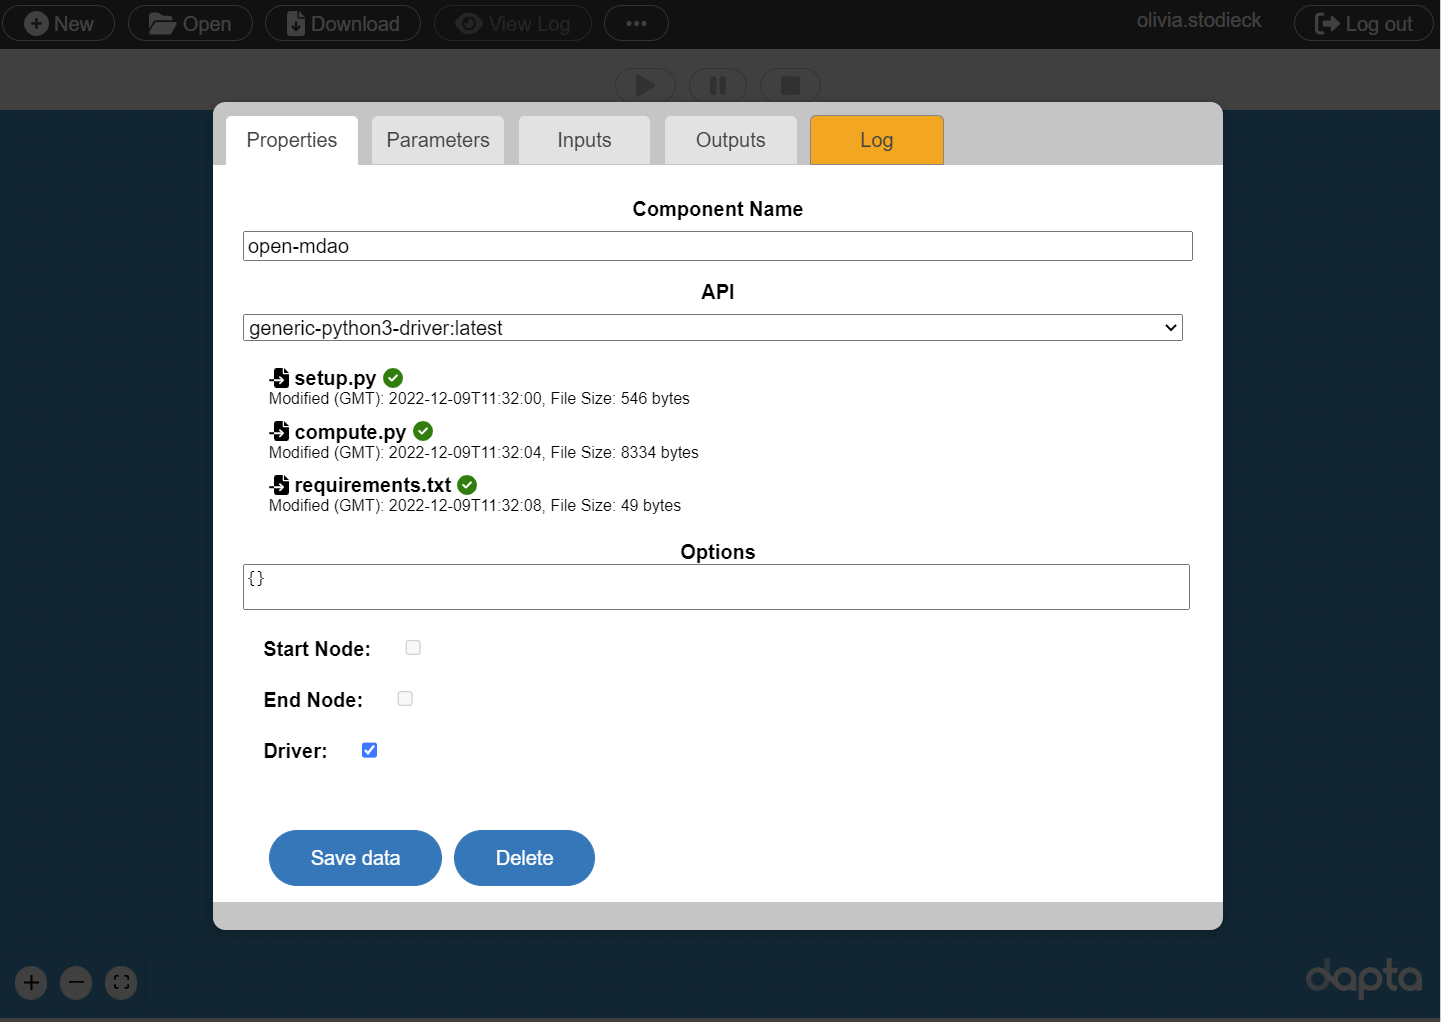 New Open Download View Log ••• olivia.stodieck Log out
Properties Parameters Inputs Outputs Log
Component Name
open-mdao
API
generic-python3-driver:latest
setup.py
Modified (GMT): 2022-12-09T11:32:00, File Size: 546 bytes
compute.py
Modified (GMT): 2022-12-09T11:32:04, File Size: 8334 bytes
requirements.txt
Modified (GMT): 2022-12-09T11:32:08, File Size: 49 bytes
Options
{}
Start Node:
End Node:
Driver:
Save data Delete
dapta